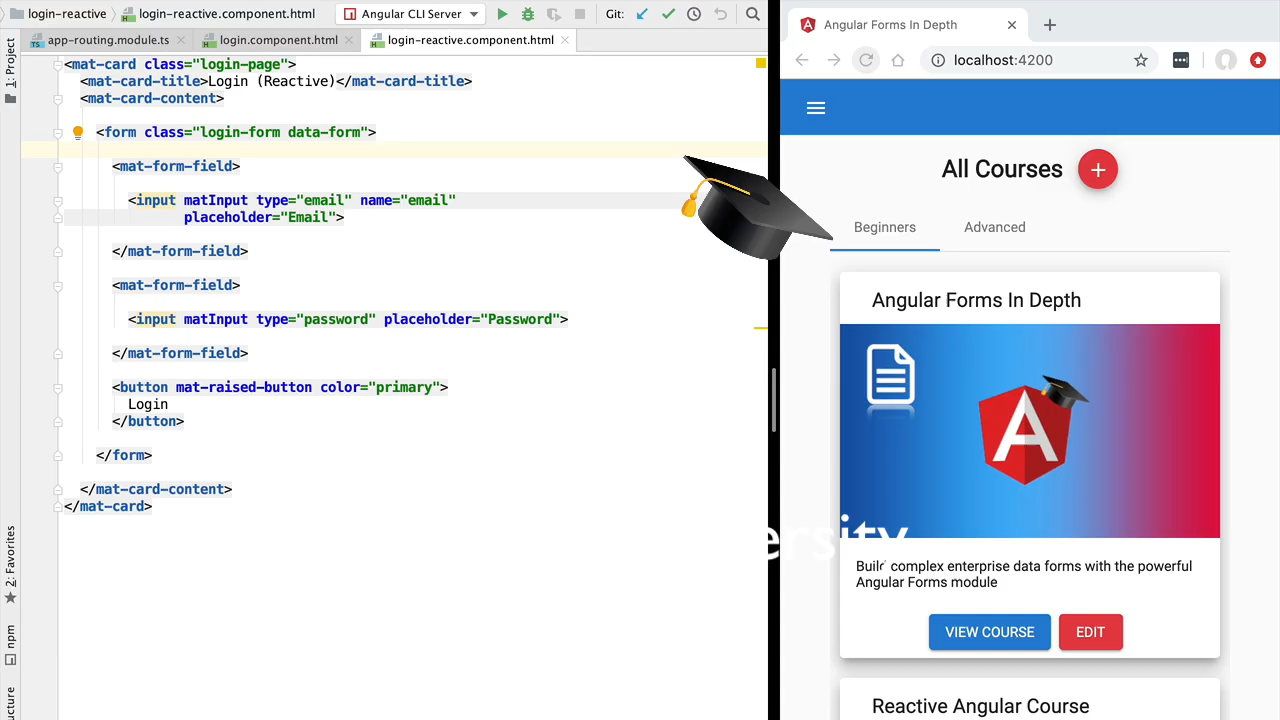 login-reactive
login-reactive.component.html
Angular CLI Server
Git:
app-routing.module.ts
login.component.html
login-reactive.component.html
1: Project
2: Favorites
npm
<mat-card class="login-page">
<mat-card-title>Login (Reactive)</mat-card-title>
<mat-card-content>
<form class="login-form data-form">
<mat-form-field>
<input matInput type="email" name="email"
placeholder="Email">
</mat-form-field>
<mat-form-field>
<input matInput type="password" placeholder="Password">
</mat-form-field>
<button mat-raised-button color="primary">
Login
</button>
</form>
</mat-card-content>
</mat-card>
Angular Forms In Depth
localhost:4200
All Courses
+
Beginners
Advanced
Angular Forms In Depth
A
Build complex enterprise data forms with the powerful
Angular Forms module
VIEW COURSE
EDIT
Reactive Angular Course